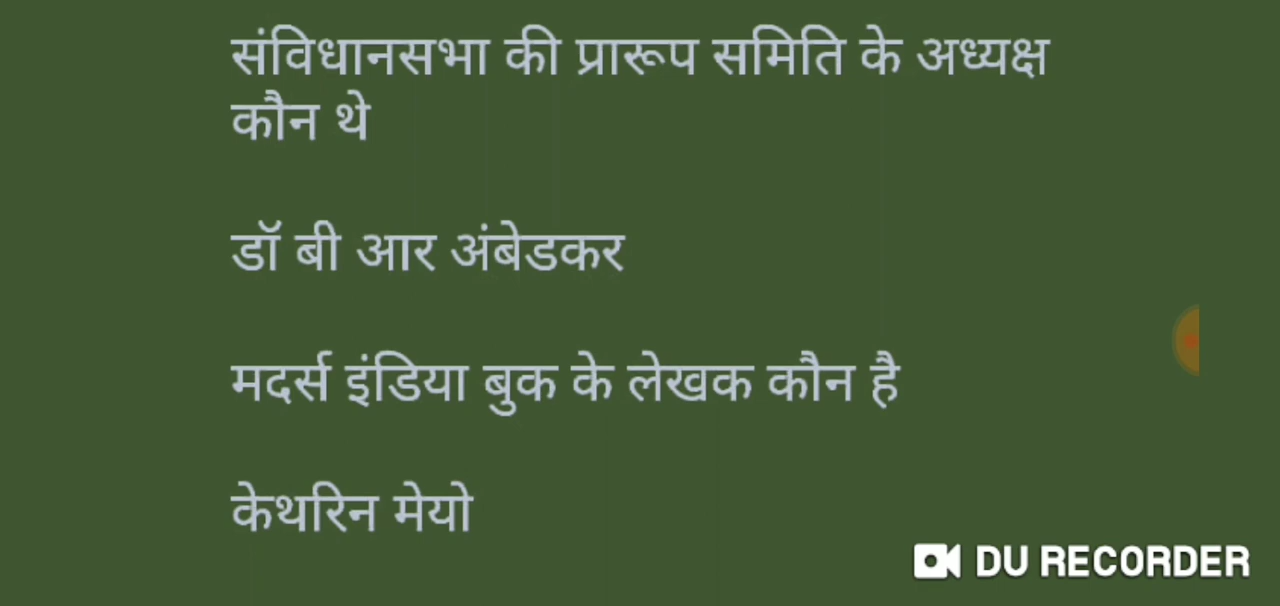 संविधानसभा की प्रारूप समिति के अध्यक्ष
कौन थे
डॉ बी आर अंबेडकर
मदर्स इंडिया बुक के लेखक कौन है
केथरिन मेयो
DU RECORDER